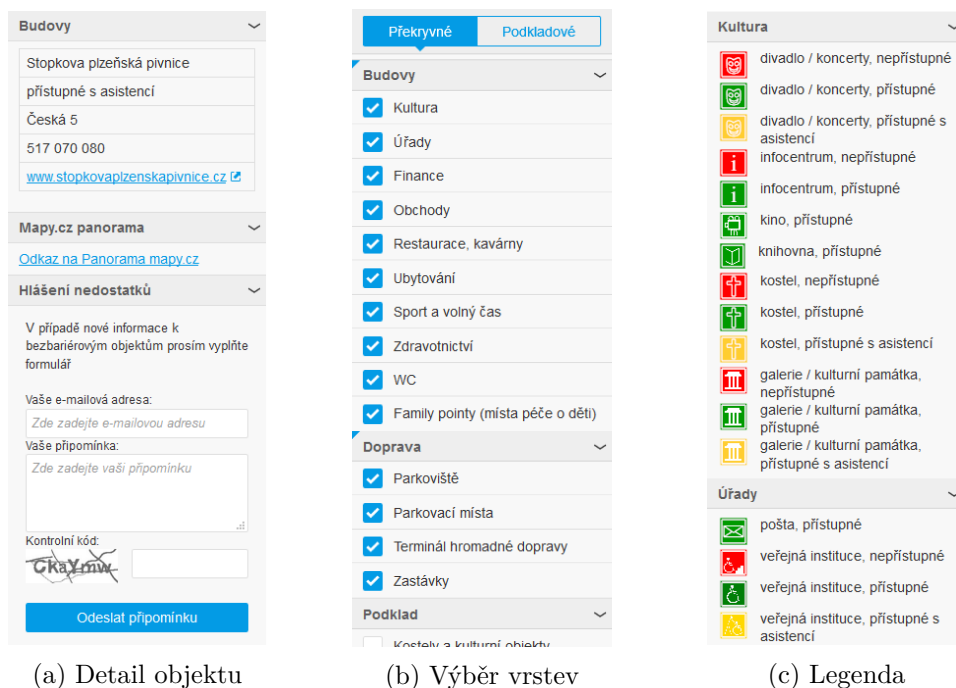 Budovy
Stopkova plzeňská pivnice
přístupné s asistencí
Česká 5
517 070 080
www.stopkovaplzenskapivnice.cz
Mapy.cz panorama
Odkaz na Panorama mapy.cz
Hlášení nedostatků
V případě nové informace k
bezbariérovým objektům prosím vyplňte
formulář
Vaše e-mailová adresa:
Zde zadejte e-mailovou adresu
Vaše připomínka:
Zde zadejte vaši připomínku
Kontrolní kód:
CkaYmw
Odeslat připomínku
(a) Detail objektu
Překryvné
Podkladové
Budovy
Kultura
Úřady
Finance
Obchody
Restaurace, kavárny
Ubytování
Sport a volný čas
Zdravotnictví
WC
Family pointy (místa péče o děti)
Doprava
Parkoviště
Parkovací místa
Terminál hromadné dopravy
Zastávky
Podklad
Kostely a kulturní objekty
(b) Výběr vrstev
Kultura
divadlo / koncerty, nepřístupné
divadlo / koncerty, přístupné
divadlo / koncerty, přístupné s
asistencí
infocentrum, nepřístupné
infocentrum, přístupné
kino, přístupné
knihovna, přístupné
kostel, nepřístupné
kostel, přístupné
kostel, přístupné s asistencí
galerie / kulturní památka,
nepřístupné
galerie / kulturní památka,
přístupné
galerie / kulturní památka,
přístupné s asistencí
Úřady
pošta, přístupné
veřejná instituce, nepřístupné
veřejná instituce, přístupné
veřejná instituce, přístupné s
asistencí
(c) Legenda